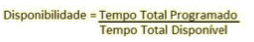 Disponibilidade = Tempo Total Programado
Tempo Total Disponível